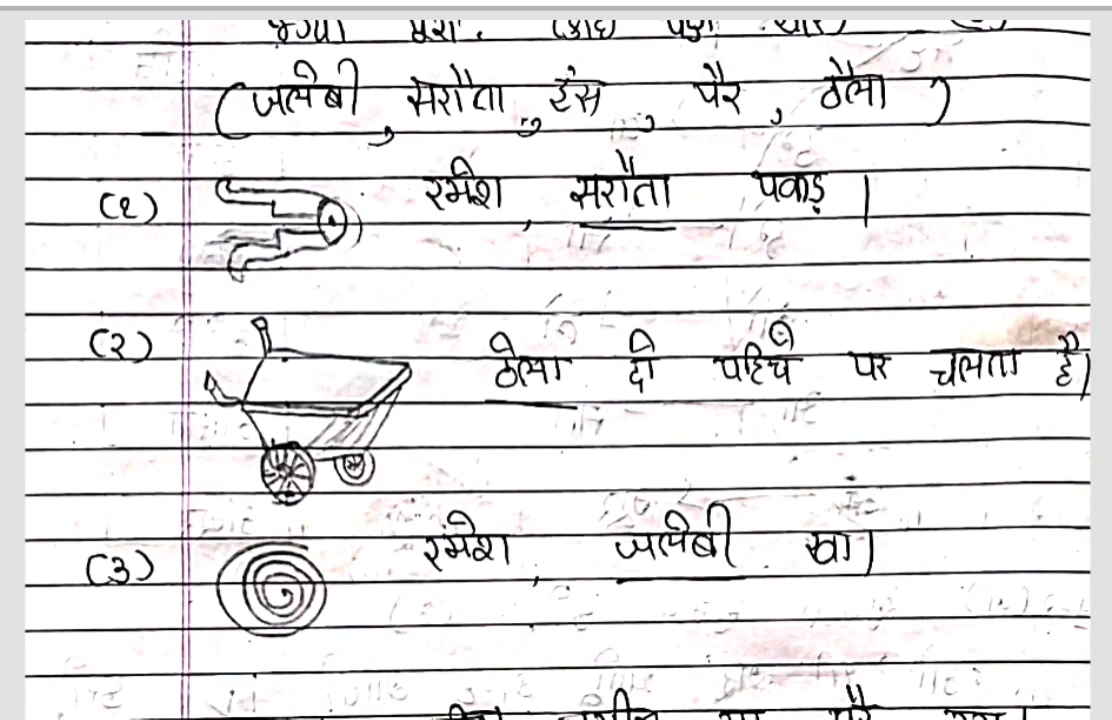 (जलेबी, सरौता, हंस, पैर, ठेला)
(१) रमेश, सरौता पकड़।
(२) ठेला दो पहिये पर चलता है।
(३) रमेश, जलेबी खा।